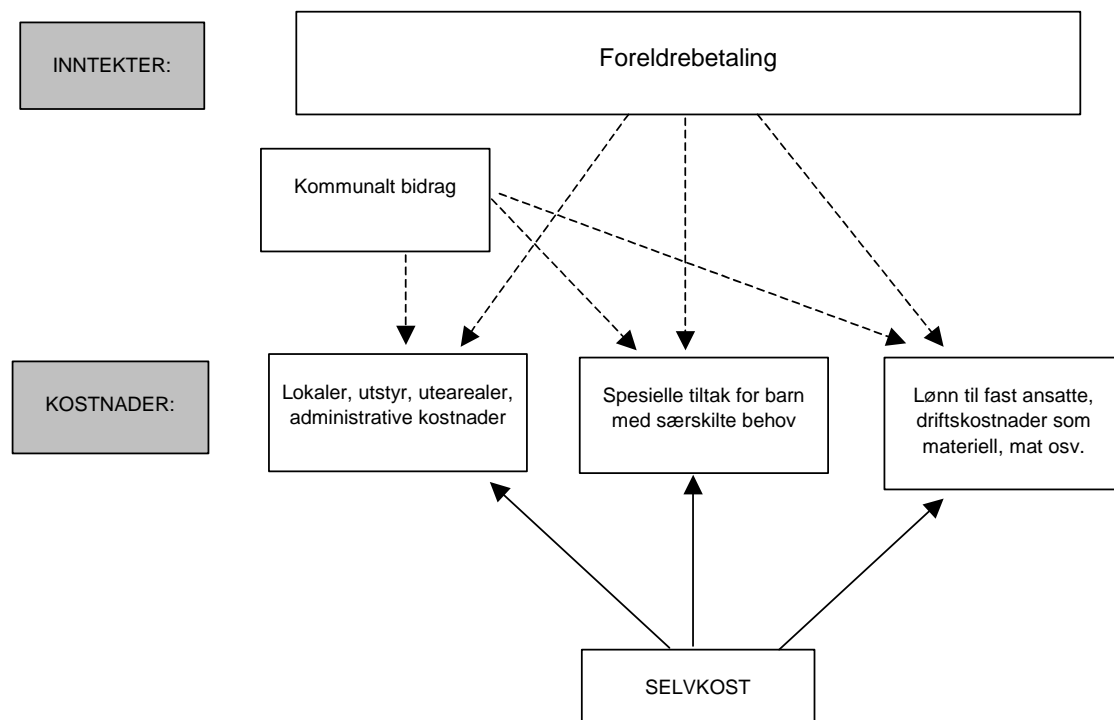 INNTEKTER:
Foreldrebetaling
Kommunalt bidrag
KOSTNADER:
Lokaler, utstyr, utearealer,
administrative kostnader
Spesielle tiltak for barn
med særskilte behov
Lønn til fast ansatte,
driftskostnader som
materiell, mat osv.
SELVKOST